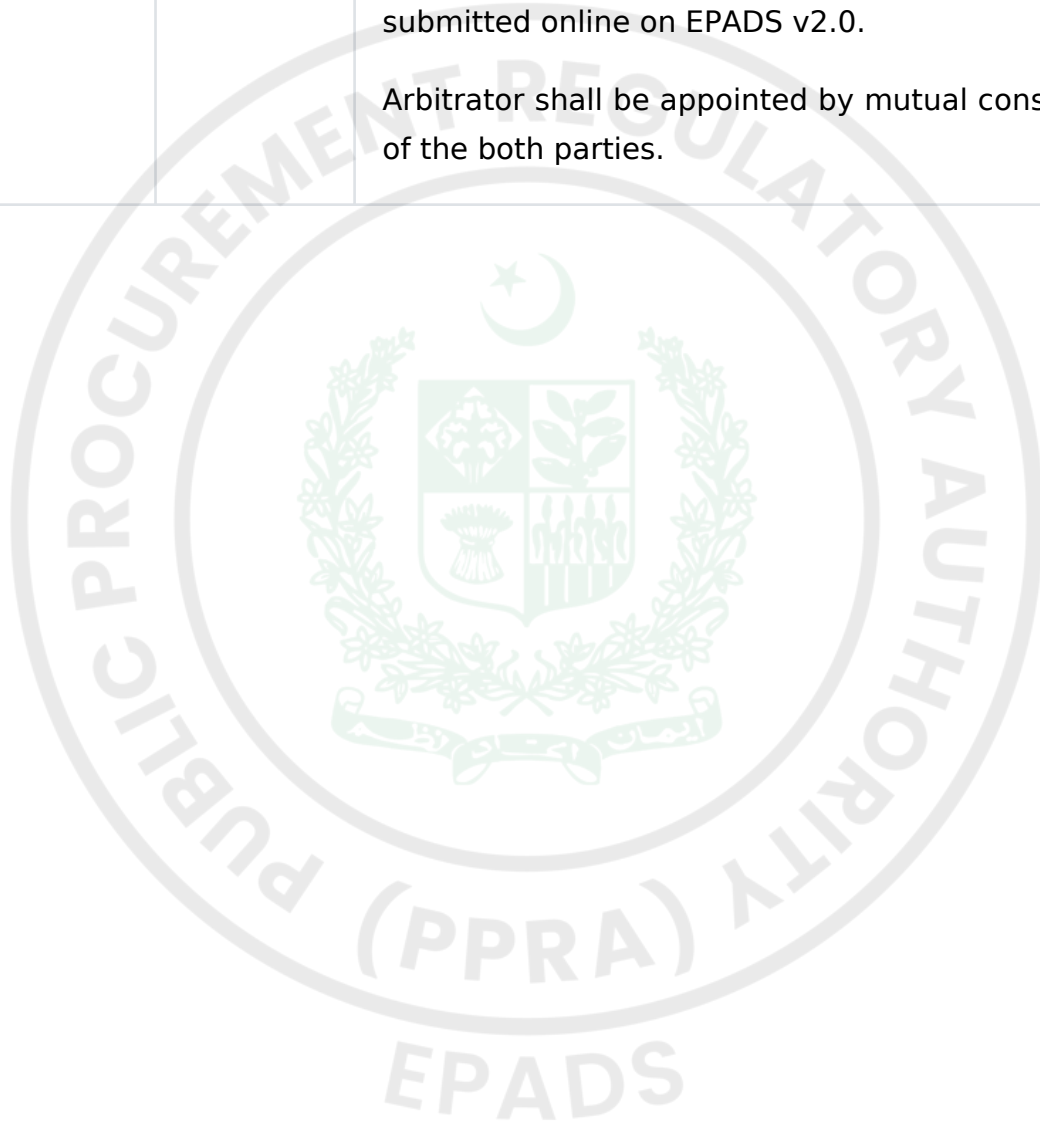 submitted online on EPADS v2.0.
Arbitrator shall be appointed by mutual
of the both parties.
PUBLIC PROCUREMENT REGULATORY AUTHORITY
(PPRA)
EPADS